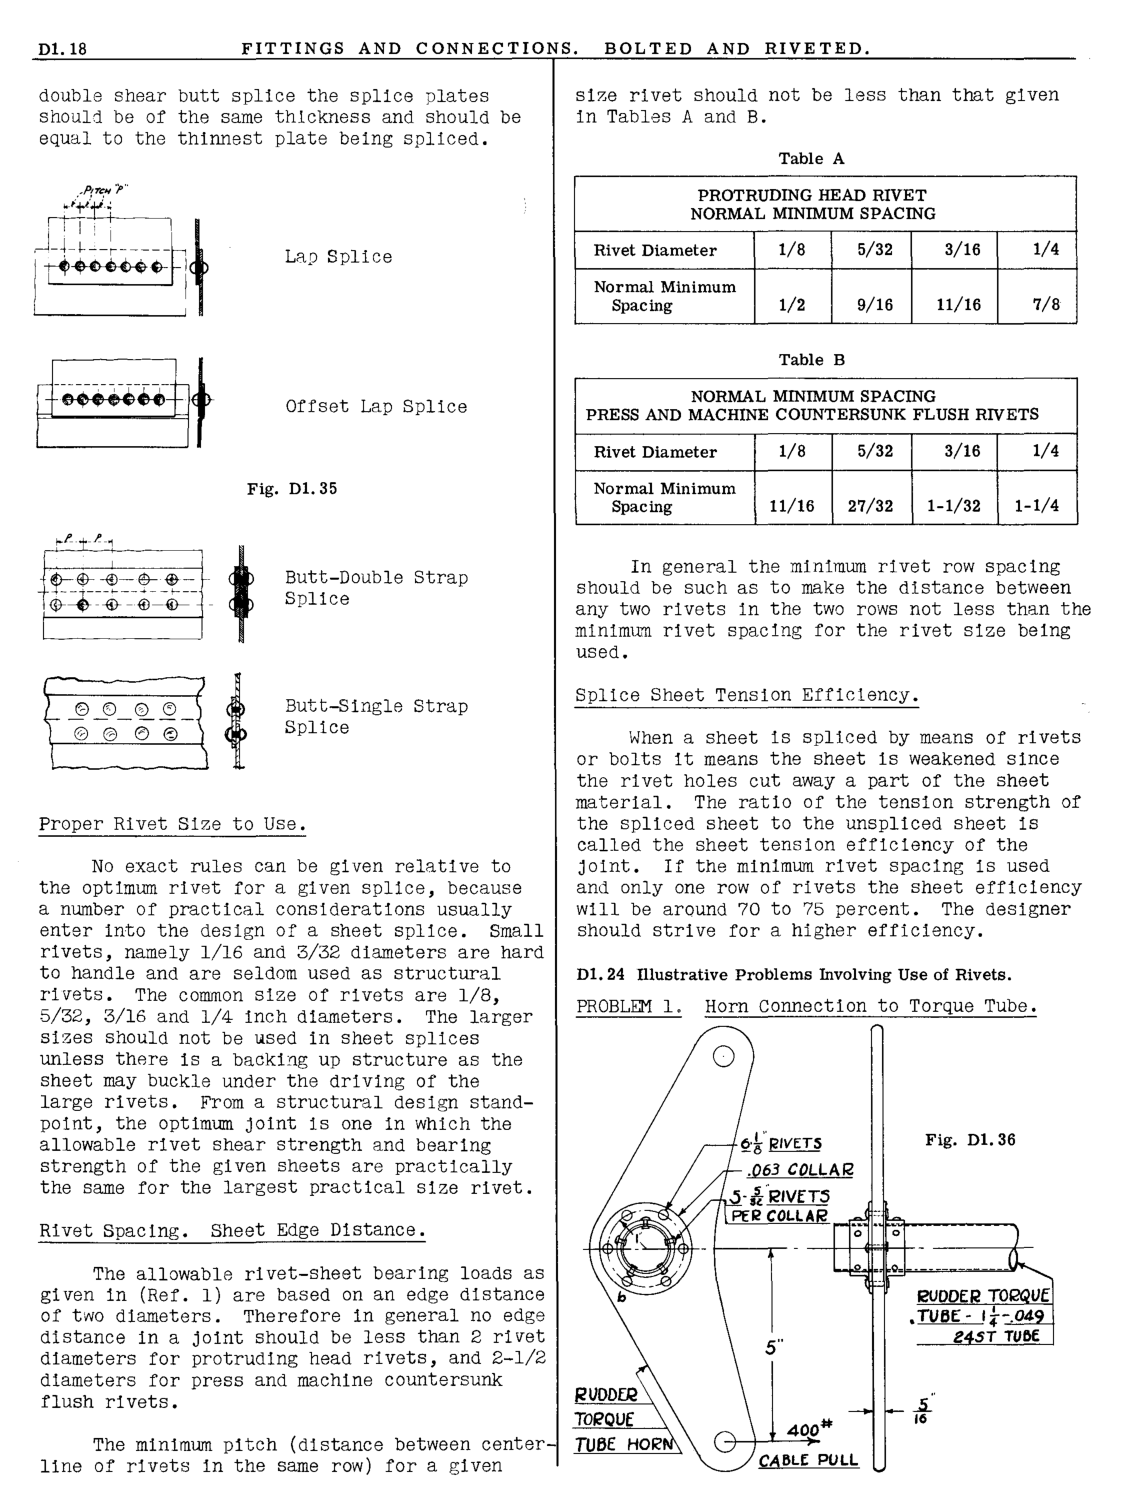 D1.18
FITTINGS AND CONNECTIONS. BOLTED AND RIVETED.
double shear butt splice the splice plates
should be of the same thickness and should be
equal to the thinnest plate being spliced.
PITCH "P"
Lap Splice
Offset Lap Splice
Fig. D1.35
P P
Butt-Double Strap
Splice
Butt-Single Strap
Splice
Proper Rivet Size to Use.
No exact rules can be given relative to
the optimum rivet for a given splice, because
a number of practical considerations usually
enter into the design of a sheet splice. Small
rivets, namely 1/16 and 3/32 diameters are hard
to handle and are seldom used as structural
rivets. The common size of rivets are 1/8,
5/32, 3/16 and 1/4 inch diameters. The larger
sizes should not be used in sheet splices
unless there is a backing up structure as the
sheet may buckle under the driving of the
large rivets. From a structural design stand-
point, the optimum joint is one in which the
allowable rivet shear strength and bearing
strength of the given sheets are practically
the same for the largest practical size rivet.
Rivet Spacing. Sheet Edge Distance.
The allowable rivet-sheet bearing loads as
given in (Ref. 1) are based on an edge distance
of two diameters. Therefore in general no edge
distance in a joint should be less than 2 rivet
diameters for protruding head rivets, and 2-1/2
diameters for press and machine countersunk
flush rivets.
The minimum pitch (distance between center-
line of rivets in the same row) for a given
size rivet should not be less than that given
in Tables A and B.
Table A
PROTRUDING HEAD RIVET
NORMAL MINIMUM SPACING
Rivet Diameter 1/8 5/32 3/16 1/4
Normal Minimum
Spacing 1/2 9/16 11/16 7/8
Table B
NORMAL MINIMUM SPACING
PRESS AND MACHINE COUNTERSUNK FLUSH RIVETS
Rivet Diameter 1/8 5/32 3/16 1/4
Normal Minimum
Spacing 11/16 27/32 1-1/32 1-1/4
In general the minimum rivet row spacing
should be such as to make the distance between
any two rivets in the two rows not less than the
minimum rivet spacing for the rivet size being
used.
Splice Sheet Tension Efficiency.
When a sheet is spliced by means of rivets
or bolts it means the sheet is weakened since
the rivet holes cut away a part of the sheet
material. The ratio of the tension strength of
the spliced sheet to the unspliced sheet is
called the sheet tension efficiency of the
joint. If the minimum rivet spacing is used
and only one row of rivets the sheet efficiency
will be around 70 to 75 percent. The designer
should strive for a higher efficiency.
D1.24 Illustrative Problems Involving Use of Rivets.
PROBLEM 1. Horn Connection to Torque Tube.
6-1/8" RIVETS
.063 COLLAR
5-5/32" RIVETS
PER COLLAR
Fig. D1.36
1"
b
5"
RUDDER TORQUE
TUBE - 1 1/4-.049
24ST TUBE
RUDDER
TORQUE
TUBE HORN
400#
CABLE PULL
5/16"